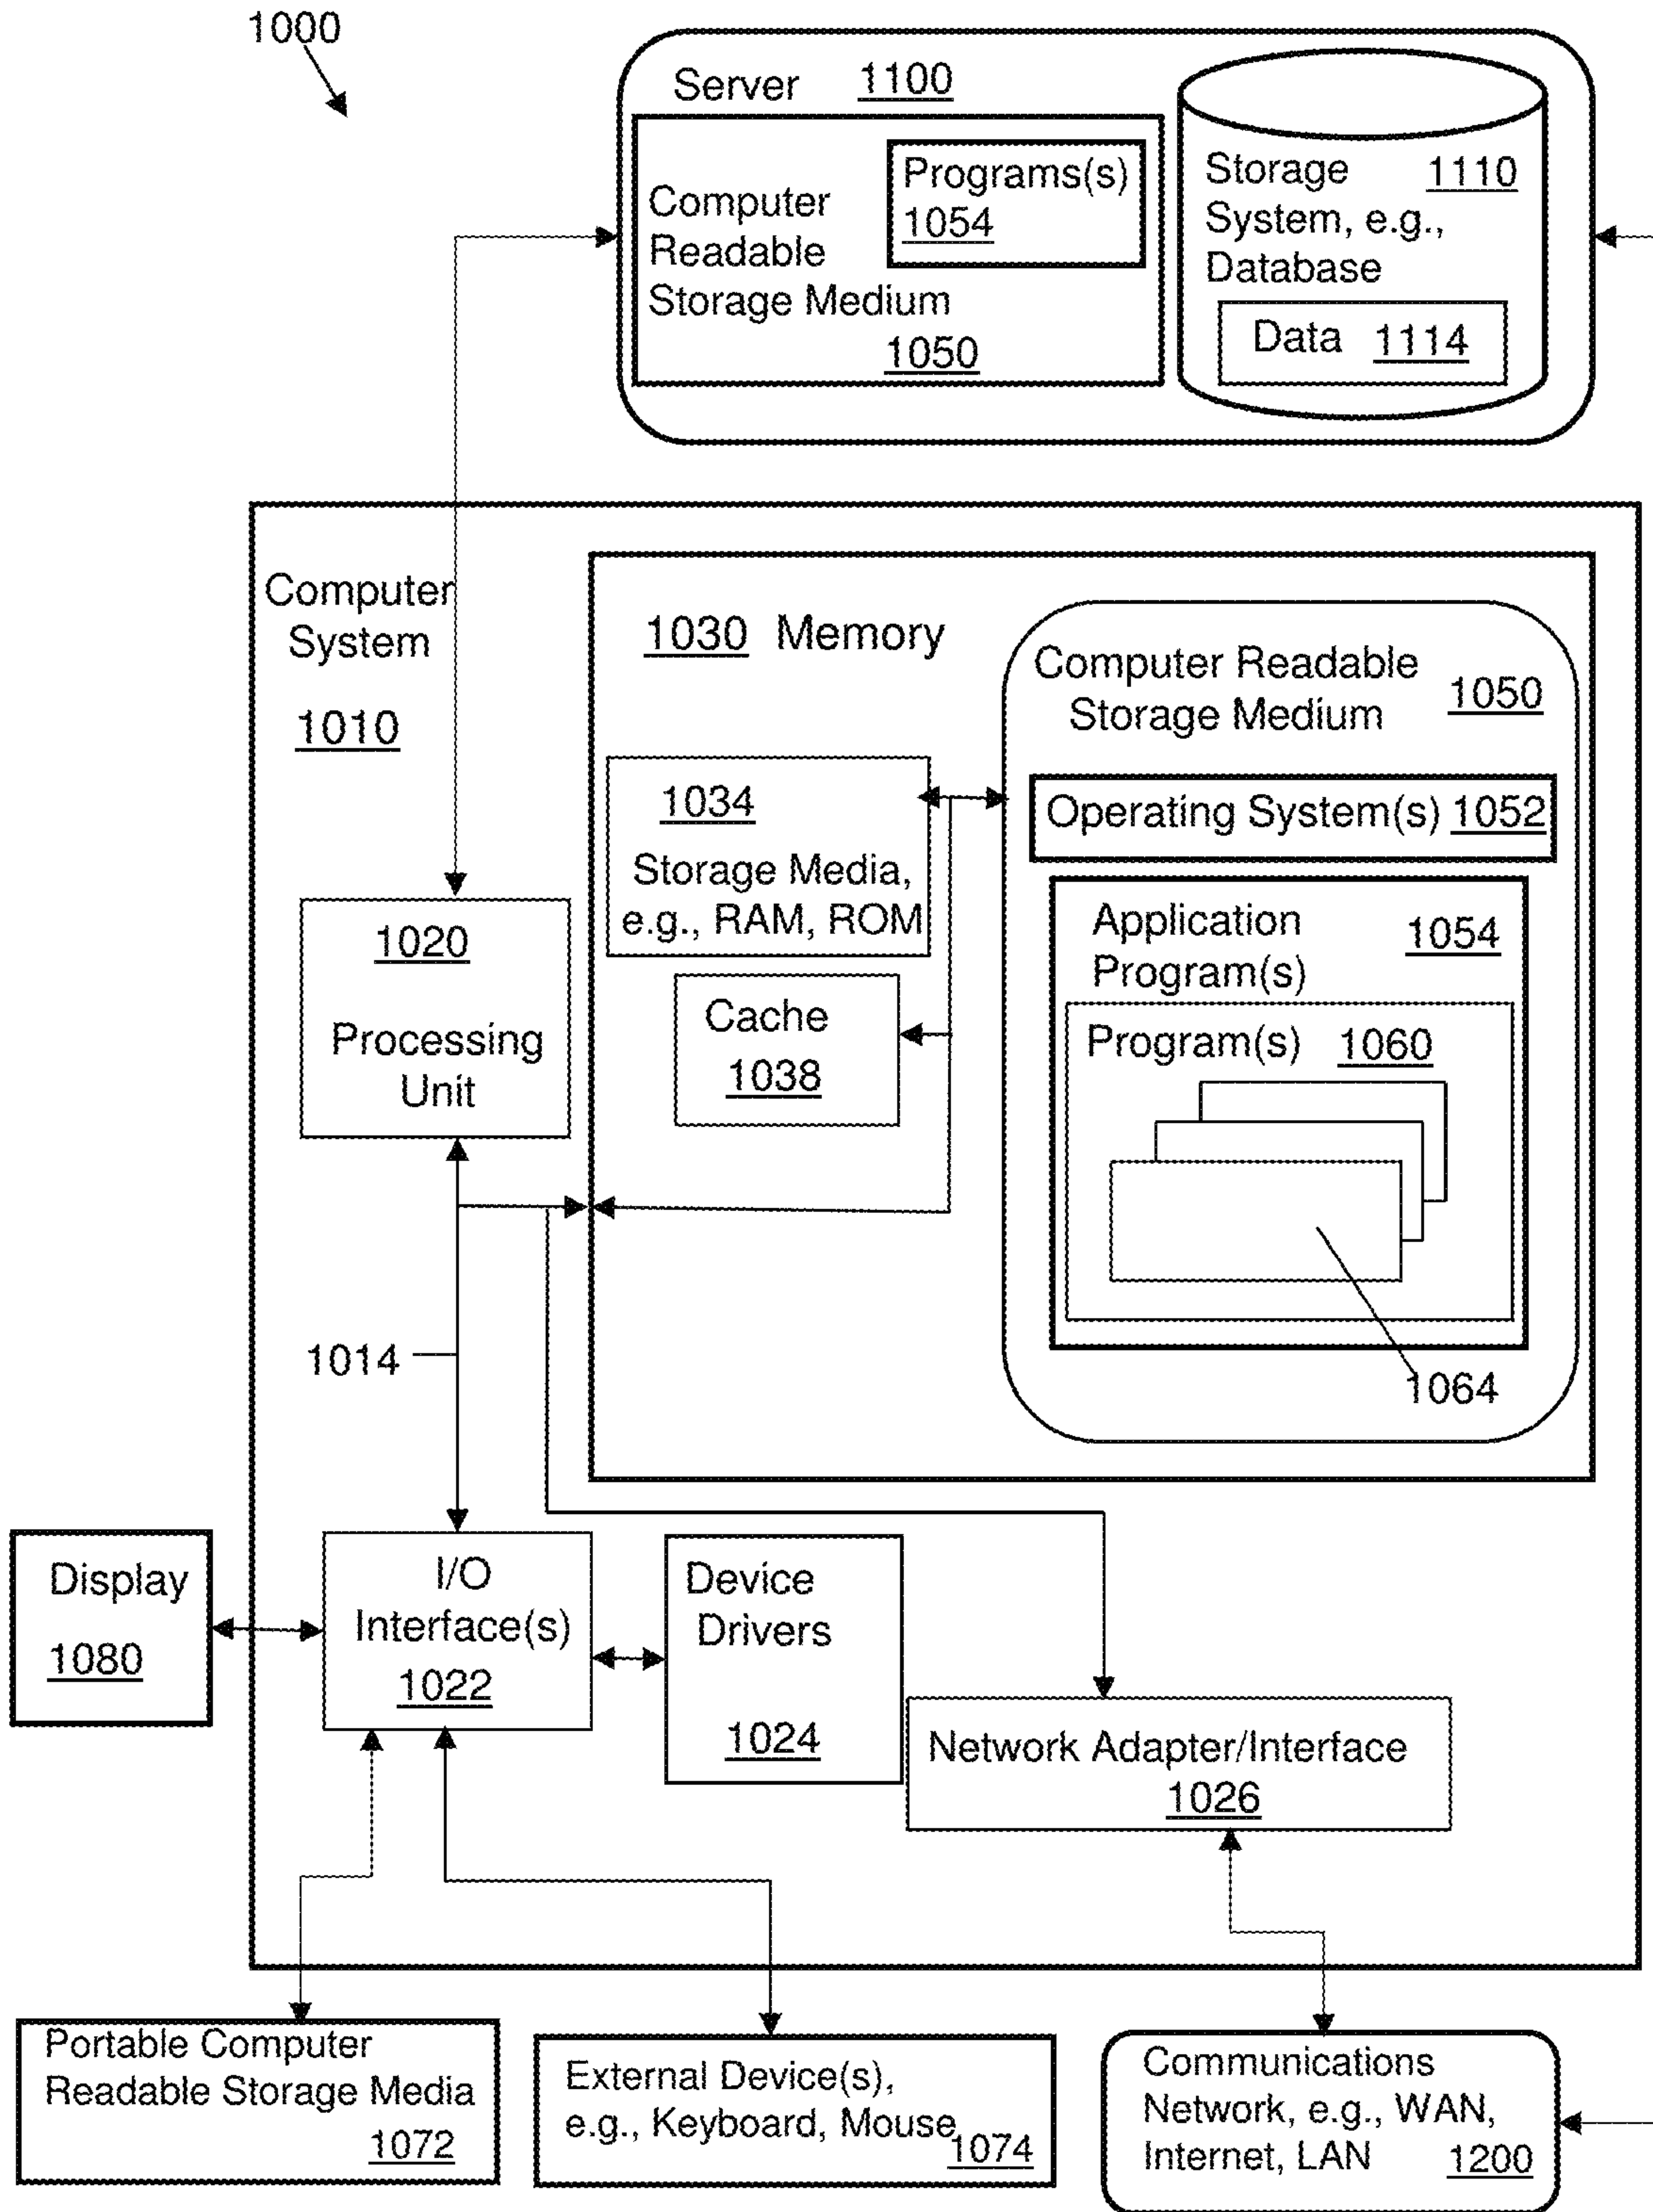 1000
Server 1100
Programs(s)
1054
Computer
Readable
Storage Medium
1050
Storage 1110
System, e.g.,
Database
Data 1114
Computer
System
1010
1030 Memory
Computer Readable
Storage Medium 1050
1034
Storage Media,
e.g., RAM, ROM
Operating System(s) 1052
Application
Program(s) 1054
1020
Processing
Unit
Cache
1038
Program(s) 1060
1014
1064
Display
1080
I/O
Interface(s)
1022
Device
Drivers
1024
Network Adapter/Interface
1026
Portable Computer
Readable Storage Media
1072
External Device(s),
e.g., Keyboard, Mouse 1074
Communications
Network, e.g., WAN,
Internet, LAN 1200